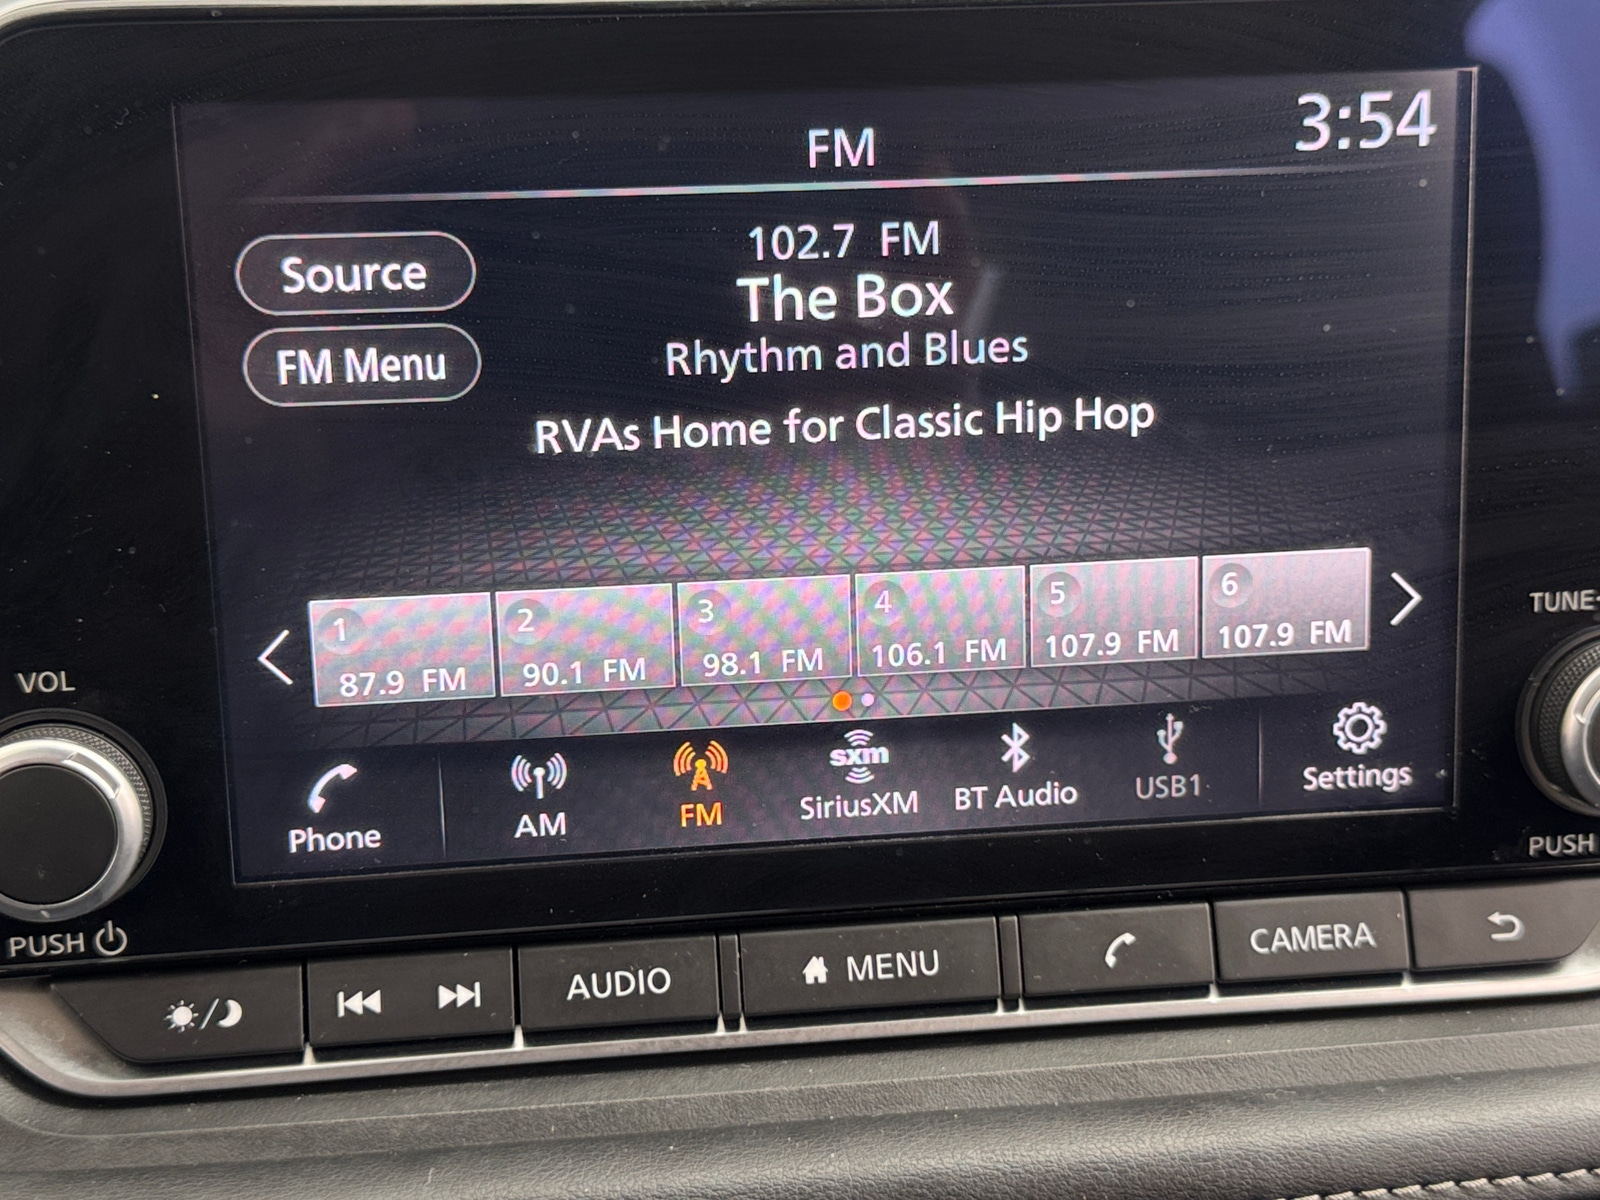 FM
3:54
102.7 FM
The Box
Rhythm and Blues
RVAs Home for Classic Hip Hop
Source
FM Menu
1
87.9 FM
2
90.1 FM
3
98.1 FM
4
106.1 FM
5
107.9 FM
6
107.9 FM
Phone
AM
FM
sxm
SiriusXM
BT Audio
USB1
Settings
VOL
PUSH
TUNE
PUSH
AUDIO
MENU
CAMERA